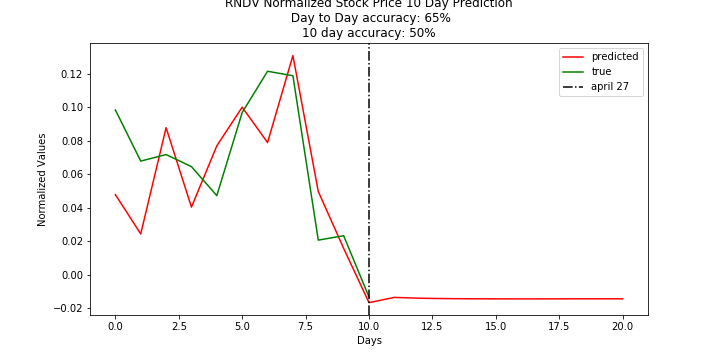 RNDV Normalized Stock Price 10 Day Prediction
Day to Day accuracy: 65%
10 day accuracy: 50%
predicted
true
april 27
0.12
0.10
0.08
0.06
0.04
0.02
0.00
−0.02
Normalized Values
0.0 2.5 5.0 7.5 10.0 12.5 15.0 17.5 20.0
Days